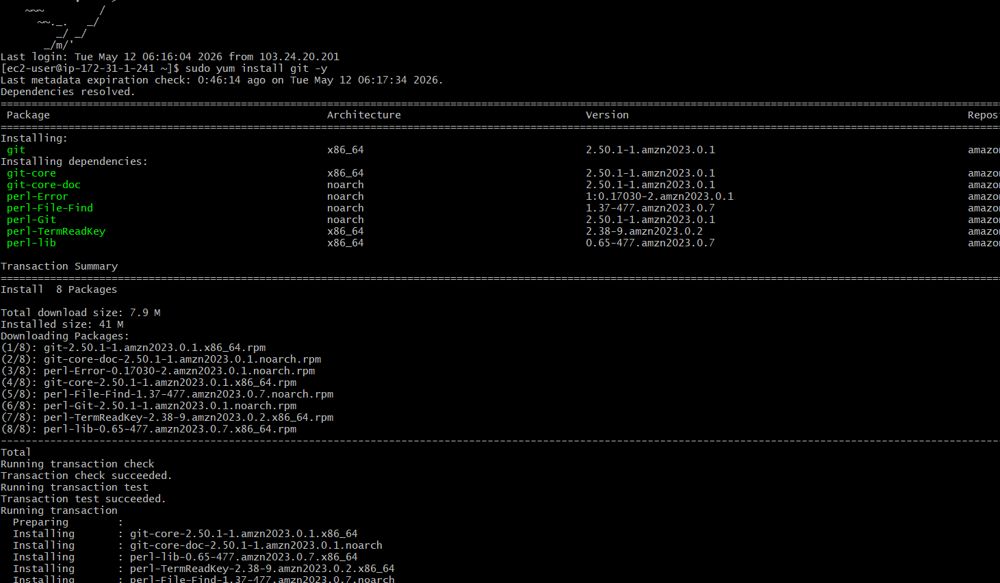 ~~~         /
~~._.   _/
_/ _/
_/m/'
Last login: Tue May 12 06:16:04 2026 from 103.24.20.201
[ec2-user@ip-172-31-1-241 ~]$ sudo yum install git -y
Last metadata expiration check: 0:46:14 ago on Tue May 12 06:17:34 2026.
Dependencies resolved.
Package Architecture Version Repos
Installing:
git x86_64 2.50.1-1.amzn2023.0.1 amazo
Installing dependencies:
git-core x86_64 2.50.1-1.amzn2023.0.1 amazo
git-core-doc noarch 2.50.1-1.amzn2023.0.1 amazo
perl-Error noarch 1:0.17030-2.amzn2023.0.1 amazo
perl-File-Find noarch 1.37-477.amzn2023.0.7 amazo
perl-Git noarch 2.50.1-1.amzn2023.0.1 amazo
perl-TermReadKey x86_64 2.38-9.amzn2023.0.2 amazo
perl-lib x86_64 0.65-477.amzn2023.0.7 amazo
Transaction Summary
Install  8 Packages
Total download size: 7.9 M
Installed size: 41 M
Downloading Packages:
(1/8): git-2.50.1-1.amzn2023.0.1.x86_64.rpm
(2/8): git-core-doc-2.50.1-1.amzn2023.0.1.noarch.rpm
(3/8): perl-Error-0.17030-2.amzn2023.0.1.noarch.rpm
(4/8): git-core-2.50.1-1.amzn2023.0.1.x86_64.rpm
(5/8): perl-File-Find-1.37-477.amzn2023.0.7.noarch.rpm
(6/8): perl-Git-2.50.1-1.amzn2023.0.1.noarch.rpm
(7/8): perl-TermReadKey-2.38-9.amzn2023.0.2.x86_64.rpm
(8/8): perl-lib-0.65-477.amzn2023.0.7.x86_64.rpm
Total
Running transaction check
Transaction check succeeded.
Running transaction test
Transaction test succeeded.
Running transaction
Preparing        :
Installing       : git-core-2.50.1-1.amzn2023.0.1.x86_64
Installing       : git-core-doc-2.50.1-1.amzn2023.0.1.noarch
Installing       : perl-lib-0.65-477.amzn2023.0.7.x86_64
Installing       : perl-TermReadKey-2.38-9.amzn2023.0.2.x86_64
Installing       : perl-File-Find-1.37-477.amzn2023.0.7.noarch